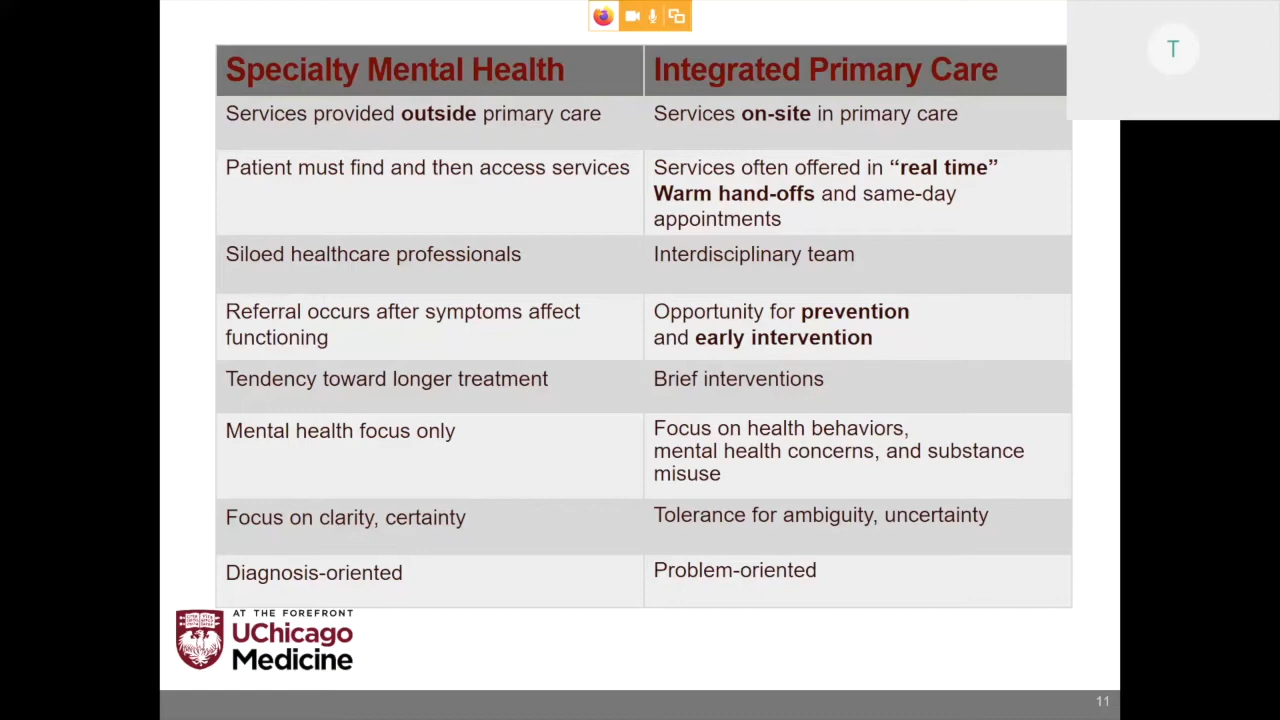 T
Specialty Mental Health
Integrated Primary Care
Services provided outside primary care
Services on-site in primary care
Patient must find and then access services
Services often offered in “real time”
Warm hand-offs and same-day
appointments
Siloed healthcare professionals
Interdisciplinary team
Referral occurs after symptoms affect
functioning
Opportunity for prevention
and early intervention
Tendency toward longer treatment
Brief interventions
Mental health focus only
Focus on health behaviors,
mental health concerns, and substance
misuse
Focus on clarity, certainty
Tolerance for ambiguity, uncertainty
Diagnosis-oriented
Problem-oriented
AT THE FOREFRONT
UChicago
Medicine
11